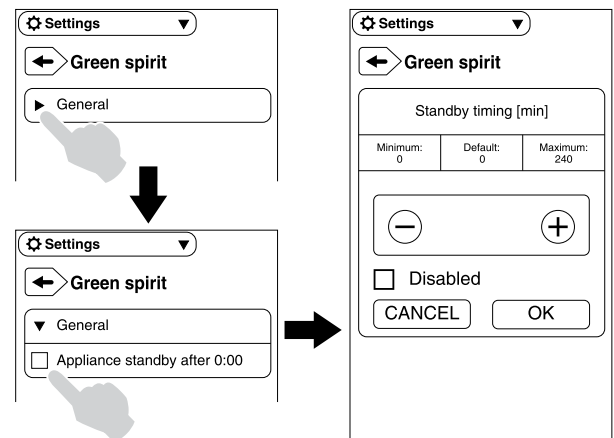 Settings
Green spirit
General
Settings
Green spirit
General
Appliance standby after 0:00
Settings
Green spirit
Standby timing [min]
Minimum: Default: Maximum:
0 0 240
Disabled
CANCEL OK